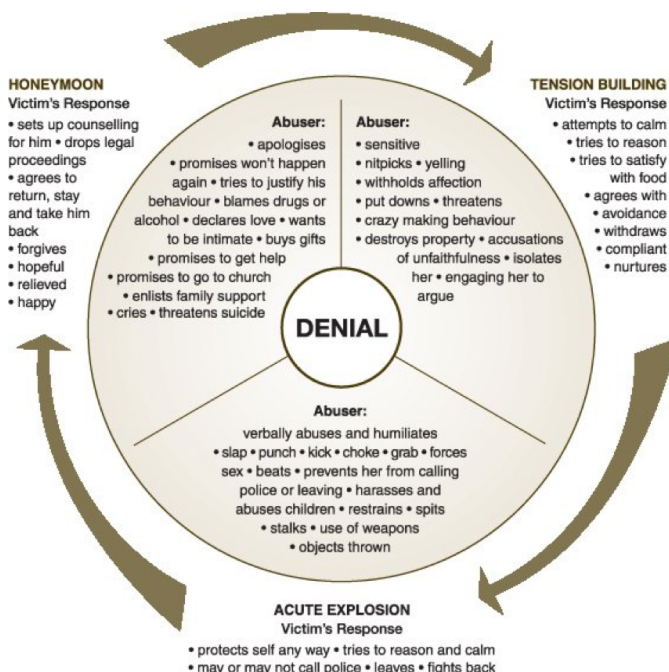 HONEYMOON
Victim's Response
• sets up counselling
for him • drops legal
proceedings
• agrees to
return, stay
and take him
back
• forgives
• hopeful
• relieved
• happy
Abuser:
• apologises
• promises won't happen
again • tries to justify his
behaviour • blames drugs or
alcohol • declares love • wants
to be intimate • buys gifts
• promises to get help
• promises to go to church
• enlists family support
• cries • threatens suicide
Abuser:
• sensitive
• nitpicks • yelling
• withholds affection
• put downs • threatens
• crazy making behaviour
• destroys property • accusations
of unfaithfulness • isolates
her • engaging her to
argue
TENSION BUILDING
Victim's Response
• attempts to calm
• tries to reason
• tries to satisfy
with food
• agrees with
• avoidance
• withdraws
• compliant
• nurtures
DENIAL
Abuser:
verbally abuses and humiliates
• slap • punch • kick • choke • grab • forces
sex • beats • prevents her from calling
police or leaving • harasses and
abuses children • restrains • spits
• stalks • use of weapons
• objects thrown
ACUTE EXPLOSION
Victim's Response
• protects self any way • tries to reason and calm
• may or may not call police • leaves • fights back